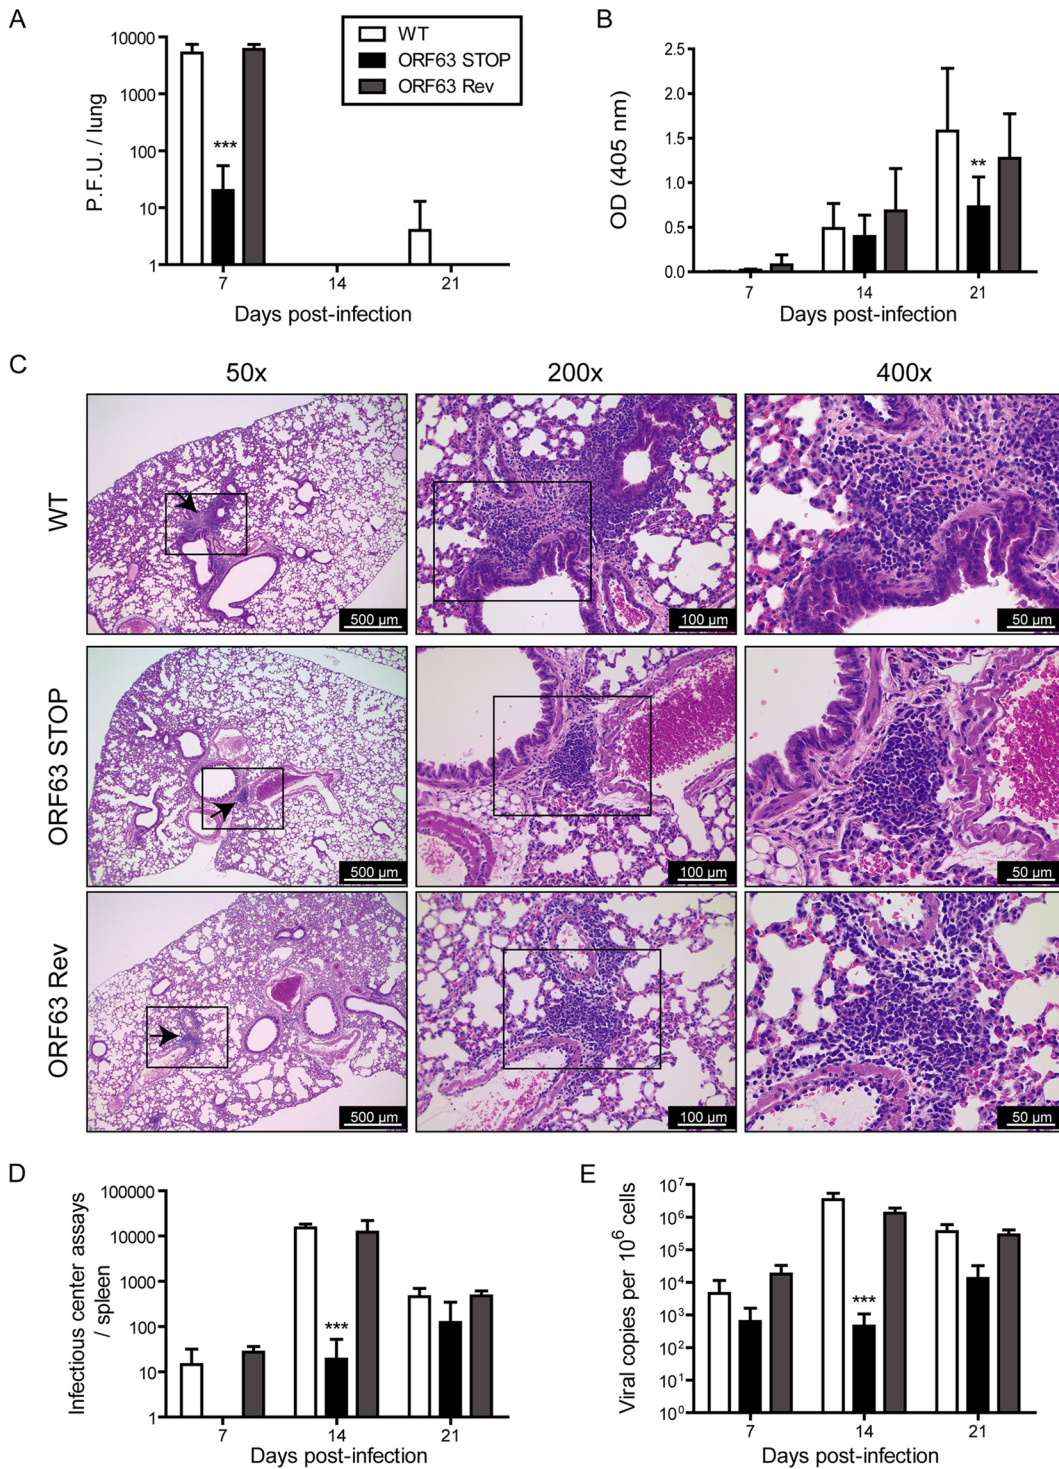 A
P.F.U. / lung
10000
1000
100
10
1
***
7
14
21
Days post-infection
WT
ORF63 STOP
ORF63 Rev
B
OD (405 nm)
2.5
2.0
1.5
1.0
0.5
0.0
**
7
14
21
Days post-infection
C
50x
200x
400x
WT
500 µm
100 µm
50 µm
ORF63 STOP
500 µm
100 µm
50 µm
ORF63 Rev
500 µm
100 µm
50 µm
D
Infectious center assays
/ spleen
100000
10000
1000
100
10
1
***
7
14
21
Days post-infection
E
Viral copies per 10⁶ cells
10⁷
10⁶
10⁵
10⁴
10³
10²
10¹
10⁰
***
7
14
21
Days post-infection